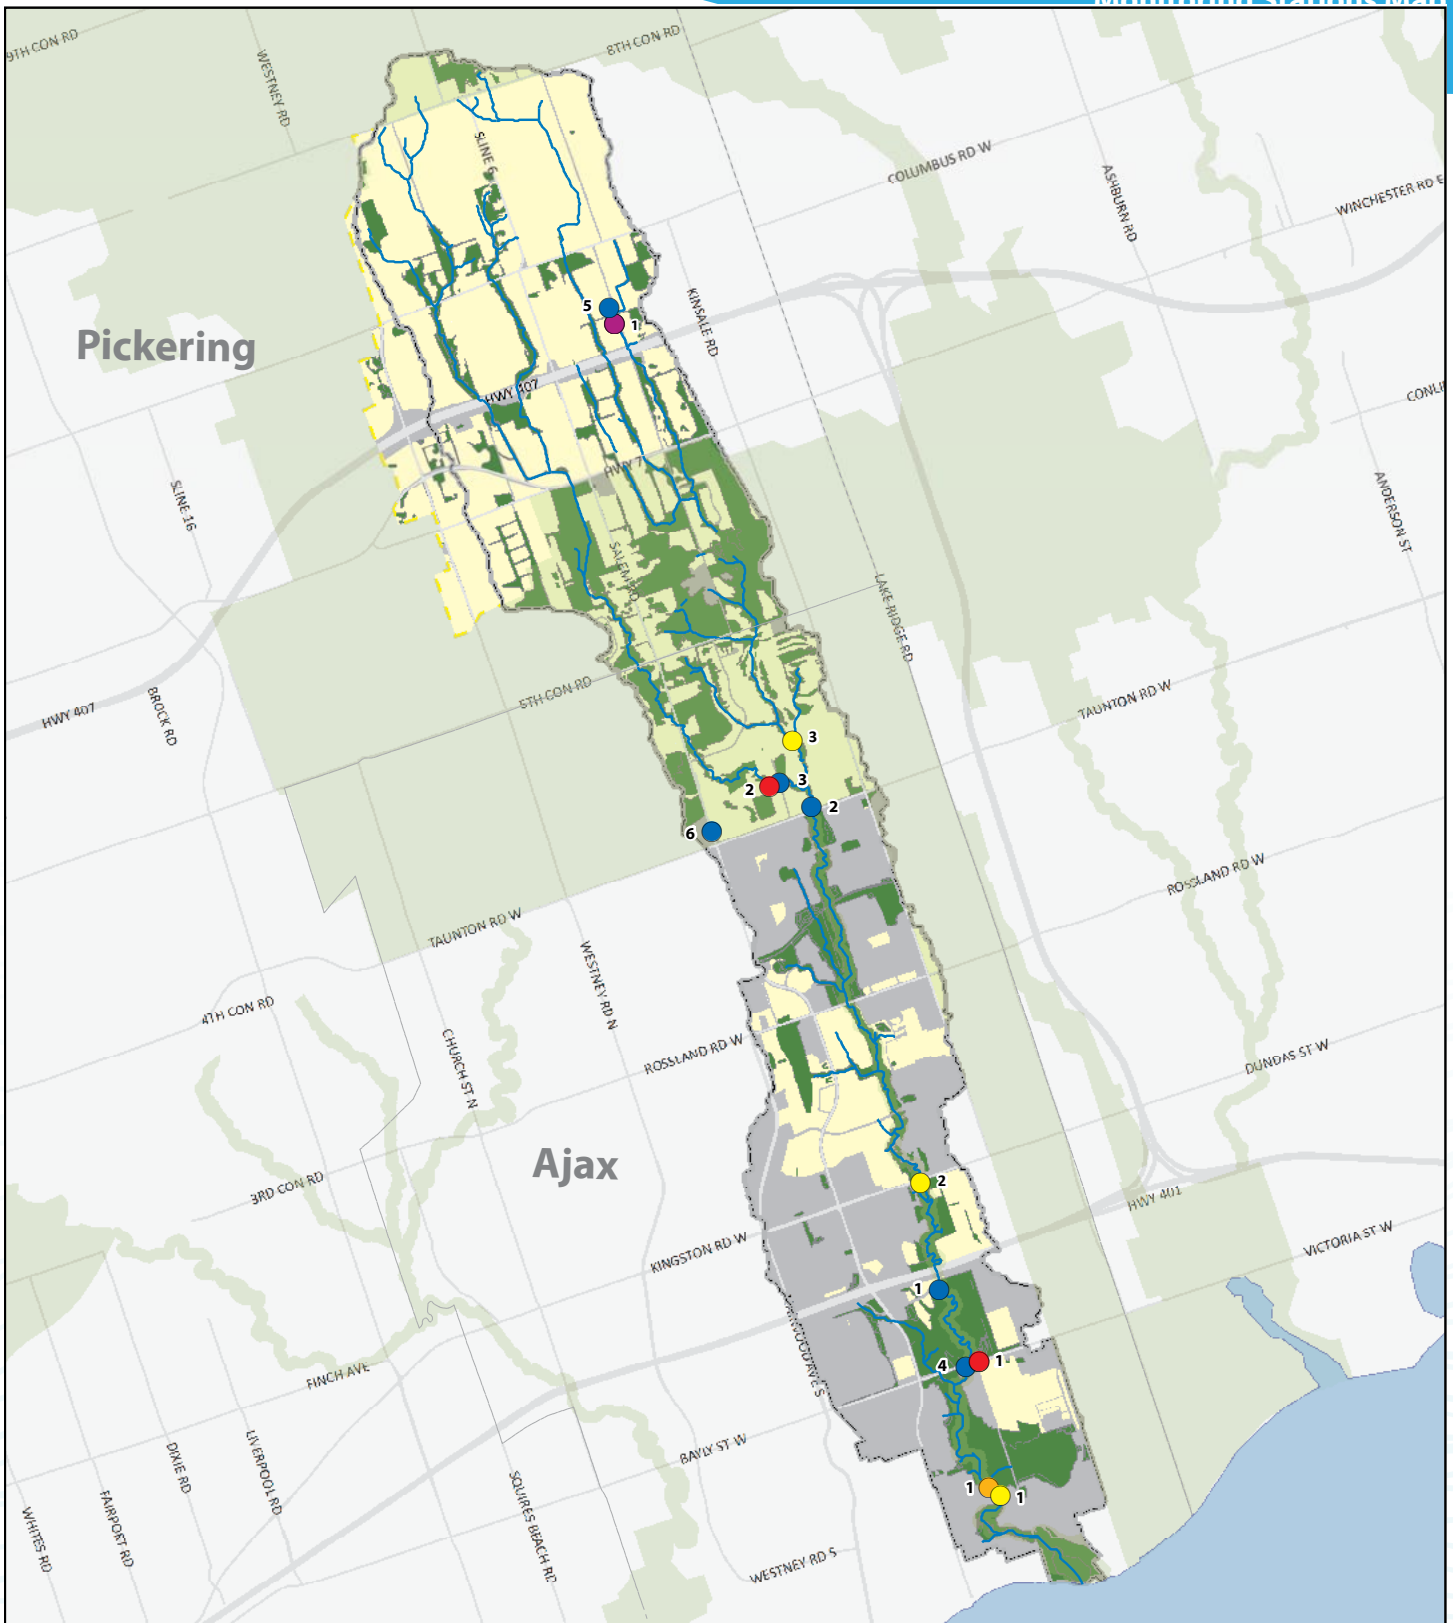 Monitoring Stations Map
9TH CON RD
8TH CON RD
WESTNEY RD
SLINE 6
COLUMBUS RD W
ASHBURN RD
WINCHESTER RD E
KINSALE RD
5
1
Pickering
HWY 407
HWY 7
SLINE 16
ANDERSON ST
SALEM RD
LAKE RIDGE RD
5TH CON RD
TAUNTON RD W
BROCK RD
HWY 407
3
3
2
2
6
ROSSLAND RD W
TAUNTON RD W
WESTNEY RD N
4TH CON RD
CHURCH ST N
ROSSLAND RD W
DUNDAS ST W
Ajax
3RD CON RD
2
HWY 401
KINGSTON RD W
VICTORIA ST W
1
4
1
FINCH AVE
BAYLY ST W
DIXIE RD
LIVERPOOL RD
SQUIRES BEACH RD
FAIRPORT RD
WHITES RD
1
1
WESTNEY RD S